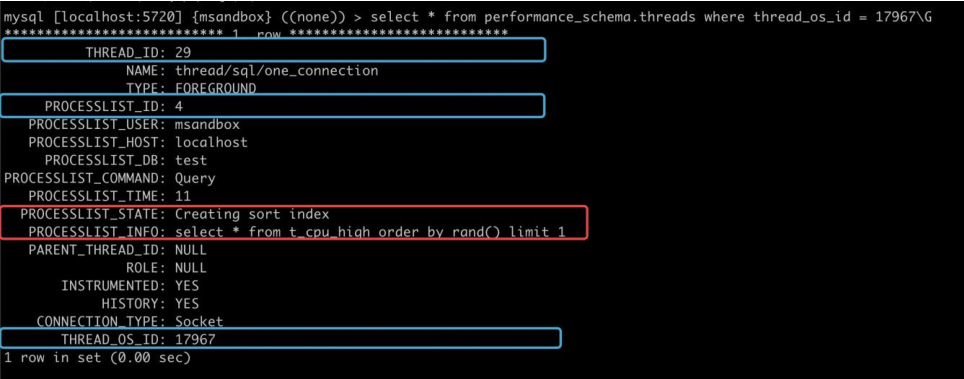 mysql [localhost:5720] {msandbox} ((none)) > select * from performance_schema.threads where thread_os_id = 17967\G
*************************** 1. row ***************************
THREAD_ID: 29
NAME: thread/sql/one_connection
TYPE: FOREGROUND
PROCESSLIST_ID: 4
PROCESSLIST_USER: msandbox
PROCESSLIST_HOST: localhost
PROCESSLIST_DB: test
PROCESSLIST_COMMAND: Query
PROCESSLIST_TIME: 11
PROCESSLIST_STATE: Creating sort index
PROCESSLIST_INFO: select * from t_cpu_high order by rand() limit 1
PARENT_THREAD_ID: NULL
ROLE: NULL
INSTRUMENTED: YES
HISTORY: YES
CONNECTION_TYPE: Socket
THREAD_OS_ID: 17967
1 row in set (0.00 sec)